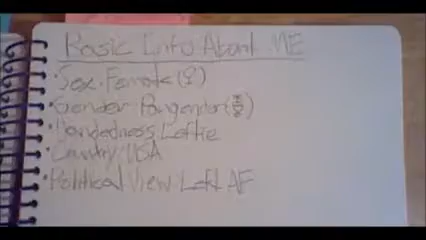 Basic Info About ME
• Sex: Female (♀)
• Gender: Pangender ()
• Handedness: Leftie
• Country: USA
• Political View: Left AF